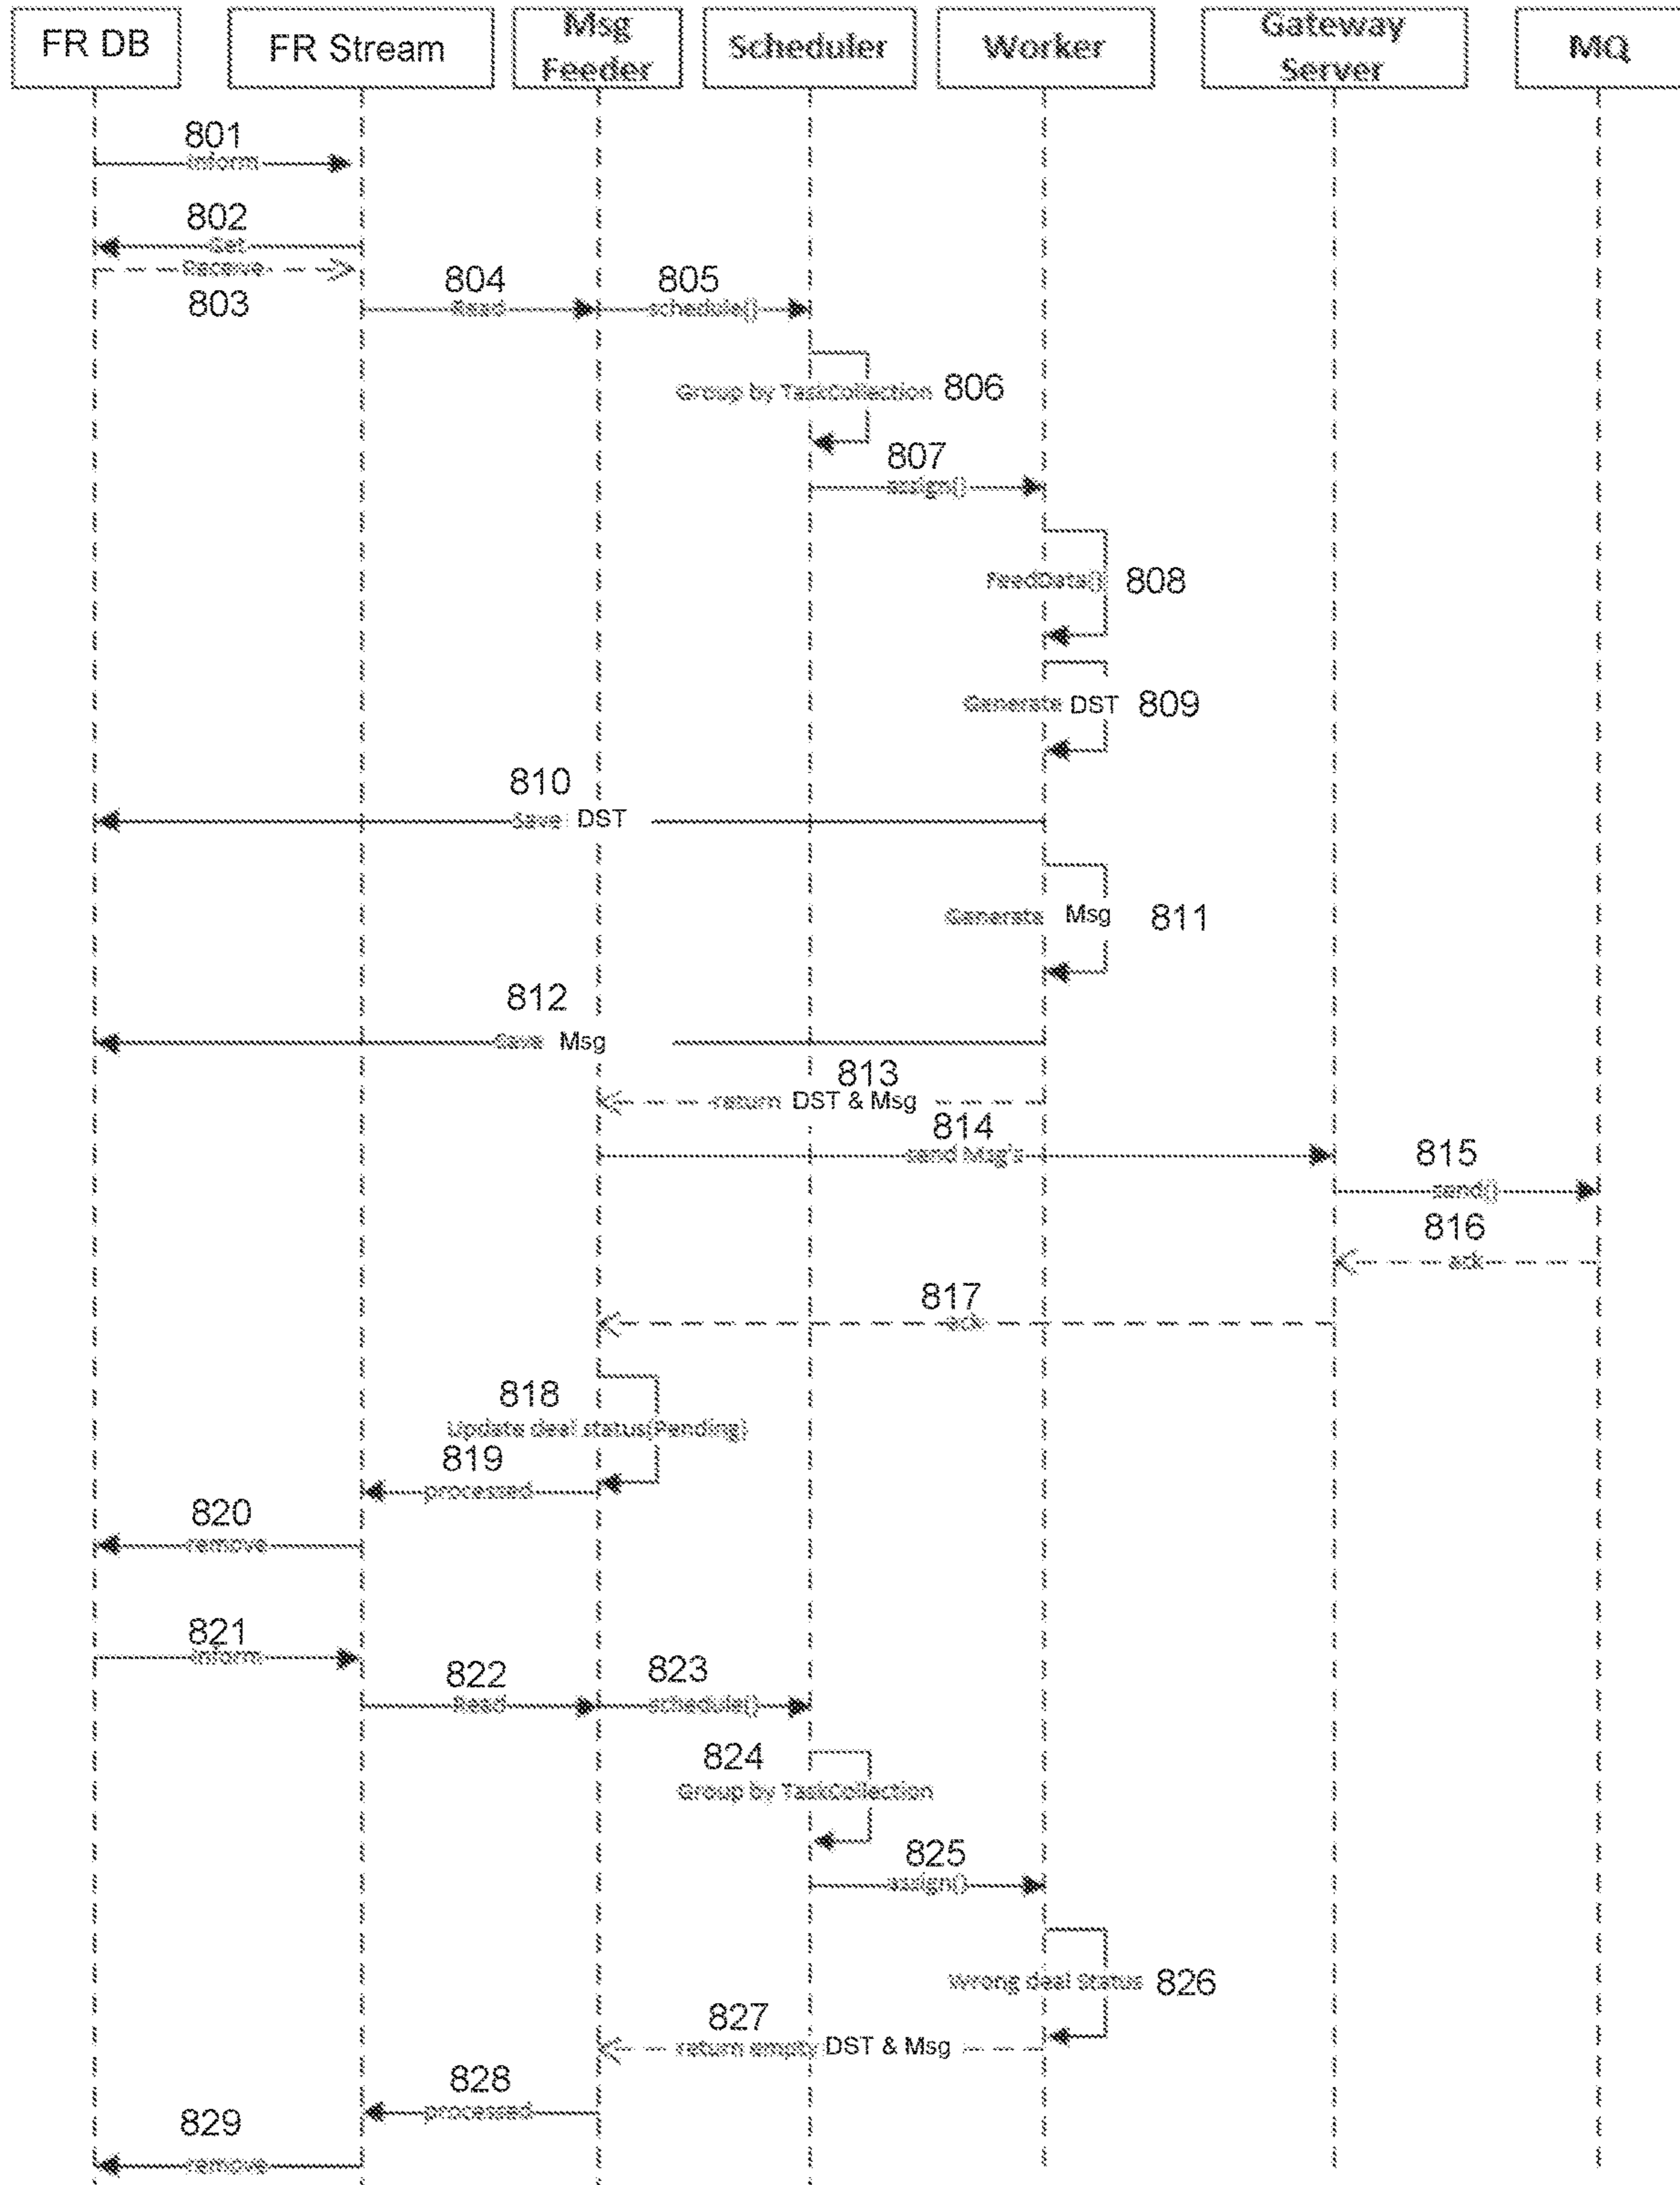 FR DB
FR Stream
Msg
Feeder
Scheduler
Worker
Gateway
Server
MQ
801
inform
802
Get
Receive
803
804
Read
805
schedule()
Group by TaskCollection 806
807
assign()
FeedData() 808
Generate DST 809
810
Save DST
Generate Msg 811
812
Save Msg
813
return DST & Msg
814
send Msg's
815
send()
816
ack
817
ack
818
Update deal status(Pending)
819
processed
820
remove
821
inform
822
Read
823
schedule()
824
Group by TaskCollection
825
assign()
Wrong deal Status 826
827
return empty DST & Msg
828
processed
829
remove